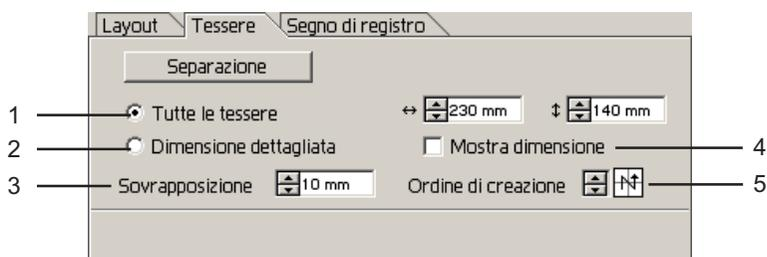 Layout Tessere Segno di registro
Separazione
1 Tutte le tessere 230 mm 140 mm
2 Dimensione dettagliata Mostra dimensione 4
3 Sovrapposizione 10 mm Ordine di creazione 5